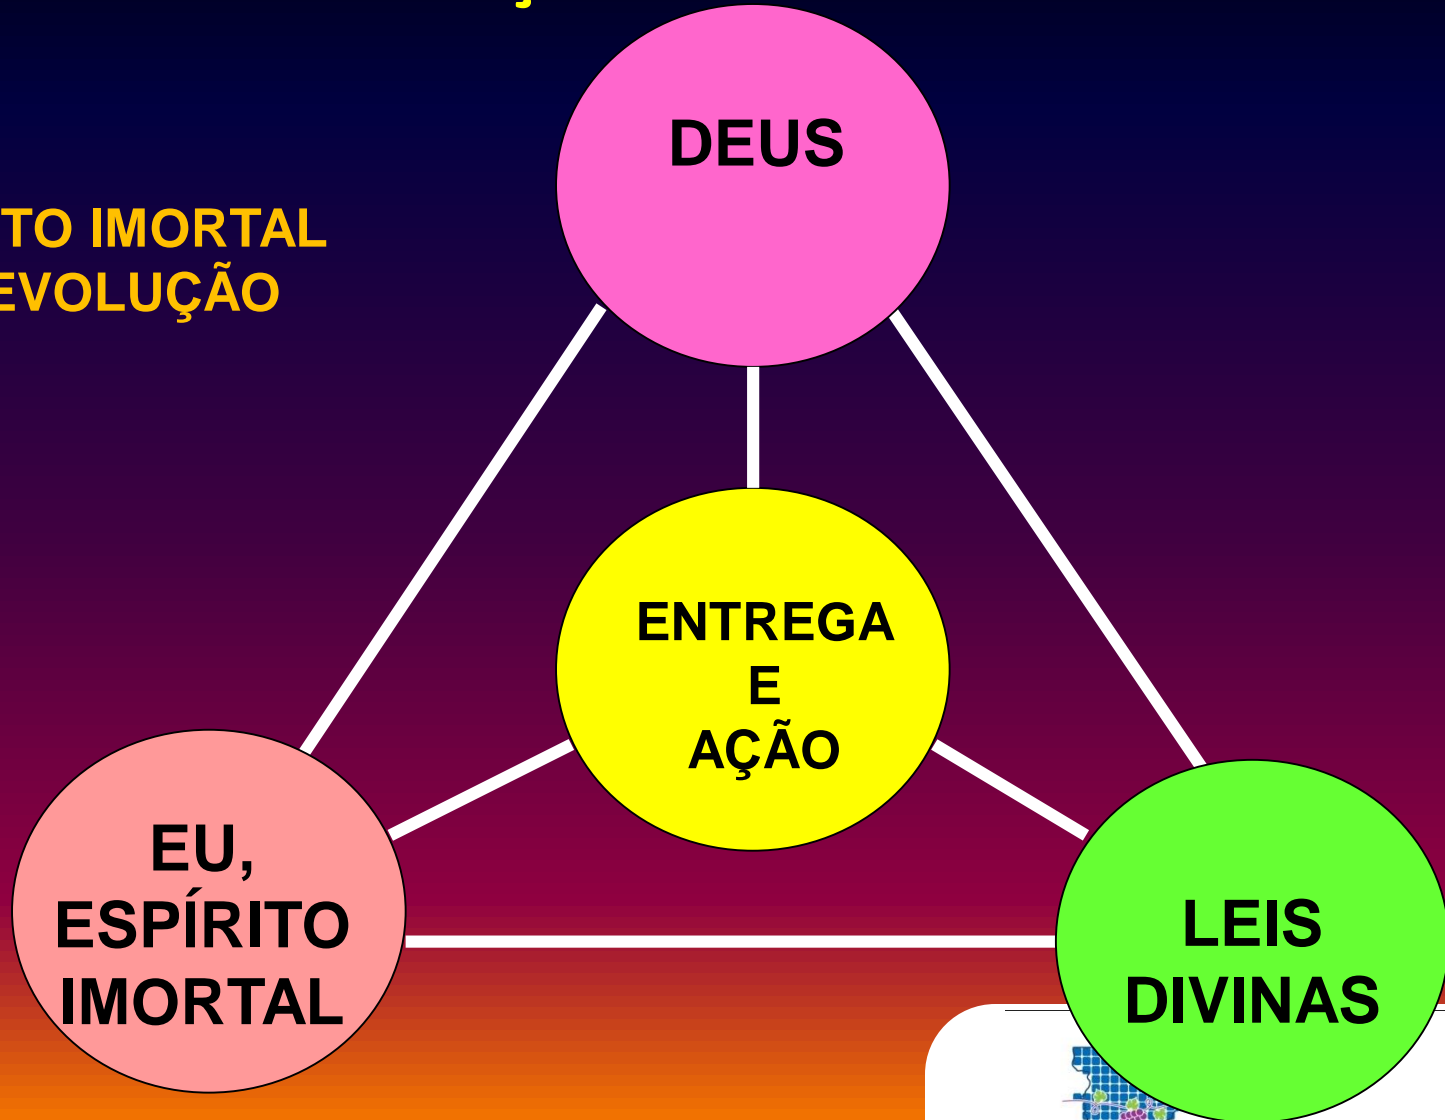 DEUS
TO IMORTAL
EVOLUÇÃO
ENTREGA
E
AÇÃO
EU,
ESPÍRITO
IMORTAL
LEIS
DIVINAS